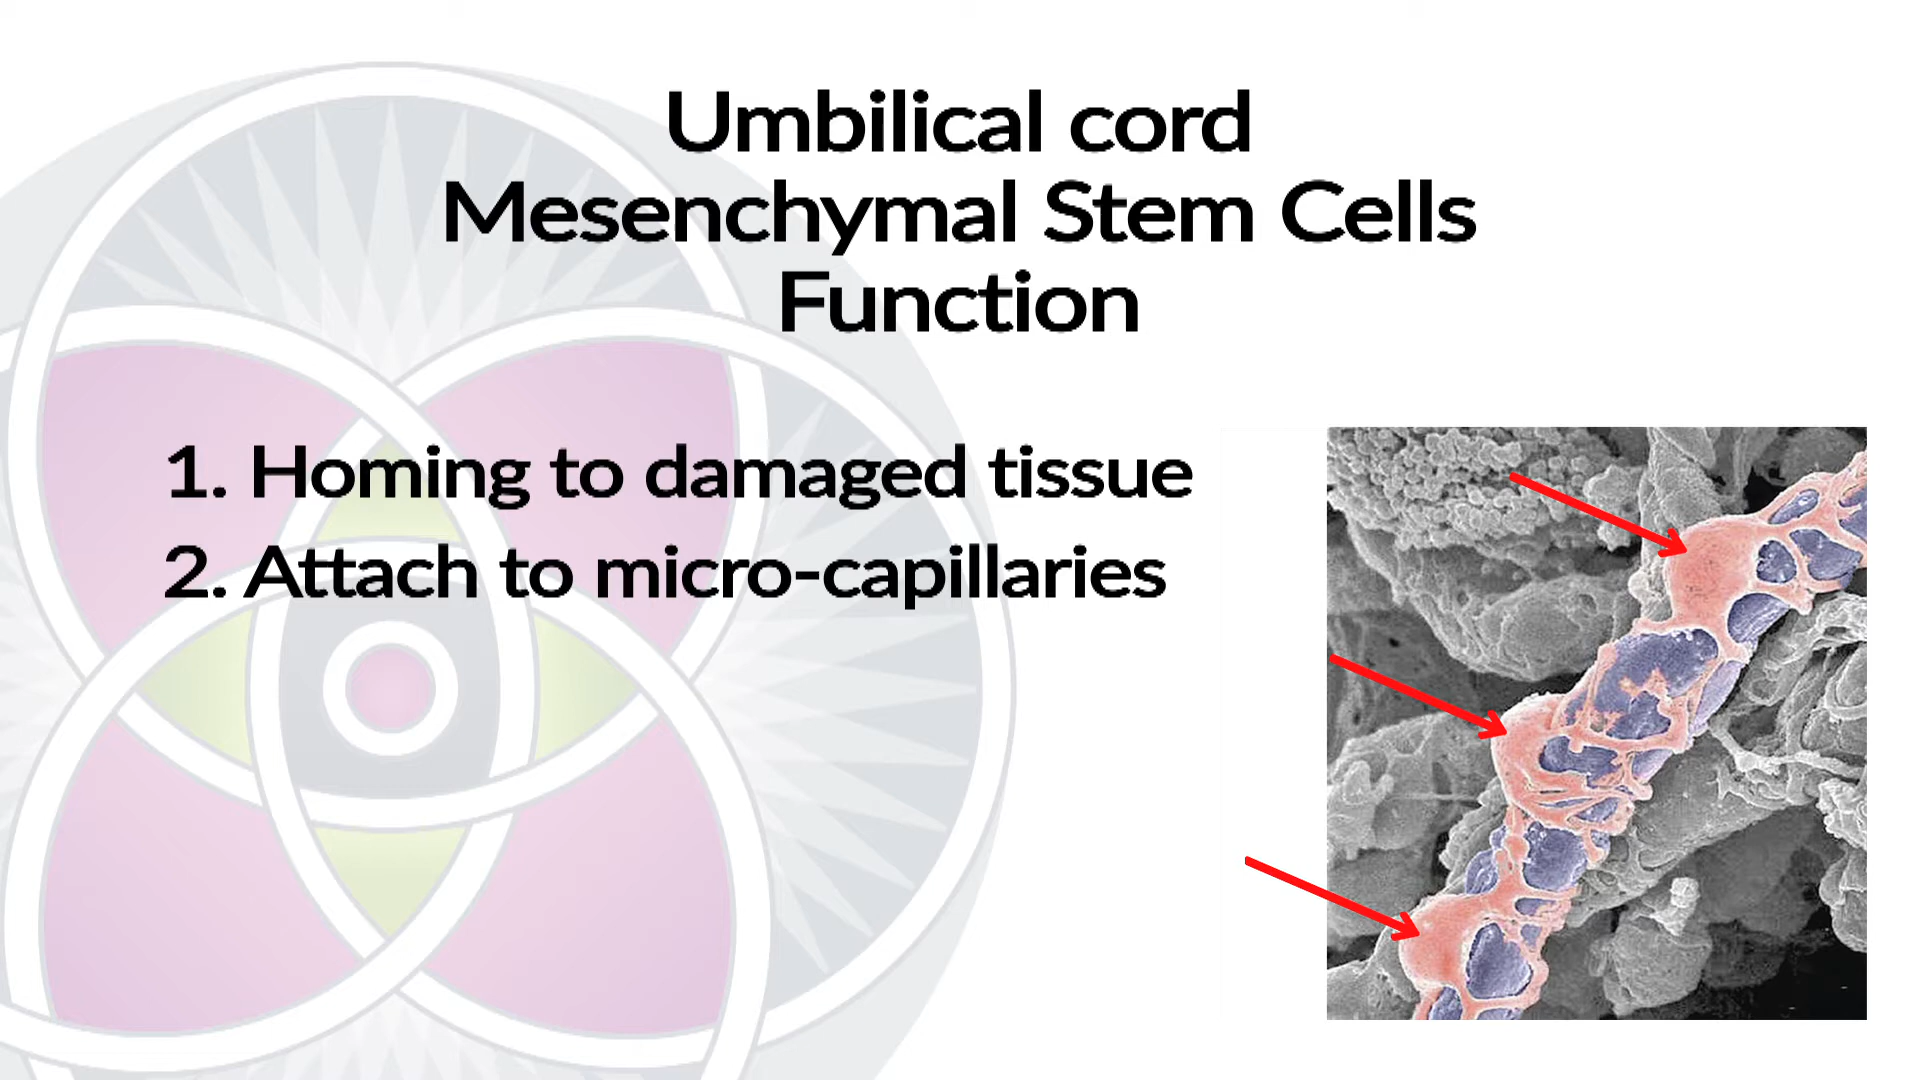 Umbilical cord
Mesenchymal Stem Cells
Function
1. Homing to damaged tissue
2. Attach to micro-capillaries